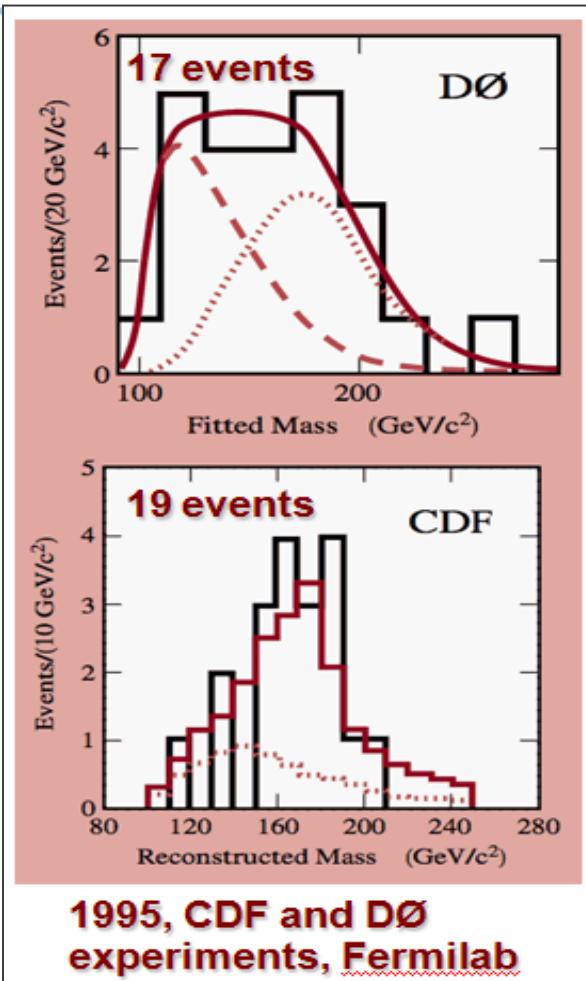 6
17 events
DØ
4
2
0
100
200
Events/(20 GeV/c²)
Fitted Mass (GeV/c²)
5
19 events
CDF
4
3
2
1
0
80
120
160
200
240
280
Events/(10 GeV/c²)
Reconstructed Mass (GeV/c²)
1995, CDF and DØ
experiments, Fermilab